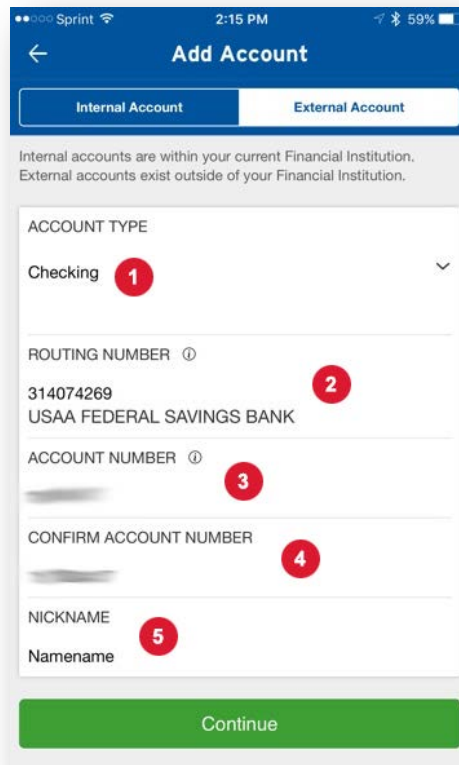 Sprint 2:15 PM 59%
Add Account
Internal Account External Account
Internal accounts are within your current Financial Institution.
External accounts exist outside of your Financial Institution.
ACCOUNT TYPE
Checking 1
ROUTING NUMBER
2
314074269
USAA FEDERAL SAVINGS BANK
ACCOUNT NUMBER
3
CONFIRM ACCOUNT NUMBER
4
NICKNAME
5
Namename
Continue